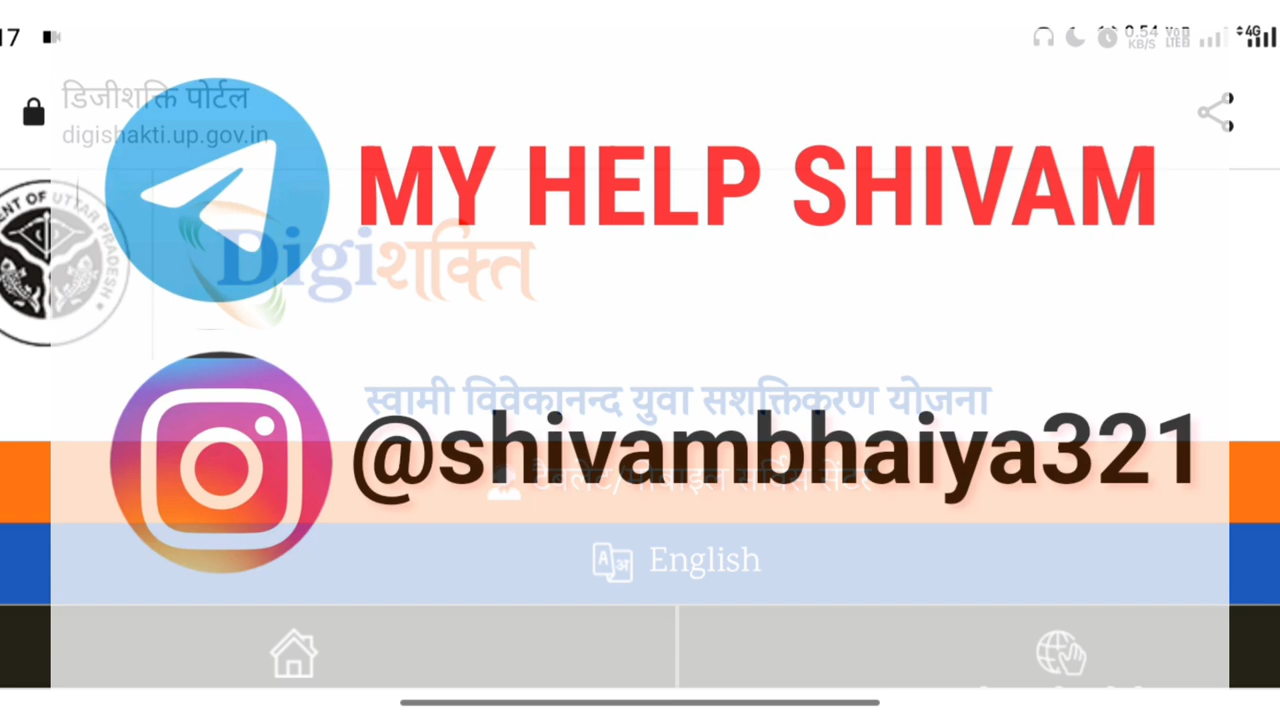 17
0.54
KB/S
4G
डिजीशक्ति पोर्टल
digishakti.up.gov.in
MY HELP SHIVAM
Digiशक्ति
स्वामी विवेकानन्द युवा सशक्तिकरण योजना
@shivambhaiya321
English